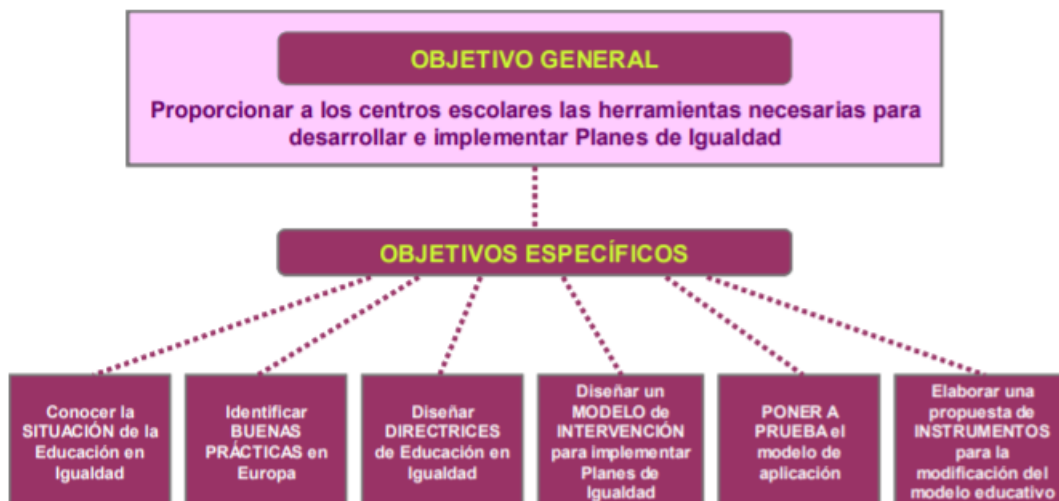 OBJETIVO GENERAL
Proporcionar a los centros escolares las herramientas necesarias para
desarrollar e implementar Planes de Igualdad
OBJETIVOS ESPECÍFICOS
Conocer la
SITUACIÓN de la
Educación en
Igualdad
Identificar
BUENAS
PRÁCTICAS en
Europa
Diseñar
DIRECTRICES
de Educación en
Igualdad
Diseñar un
MODELO de
INTERVENCIÓN
para implementar
Planes de
Igualdad
PONER A
PRUEBA el
modelo de
aplicación
Elaborar una
propuesta de
INSTRUMENTOS
para la
modificación del
modelo educativo